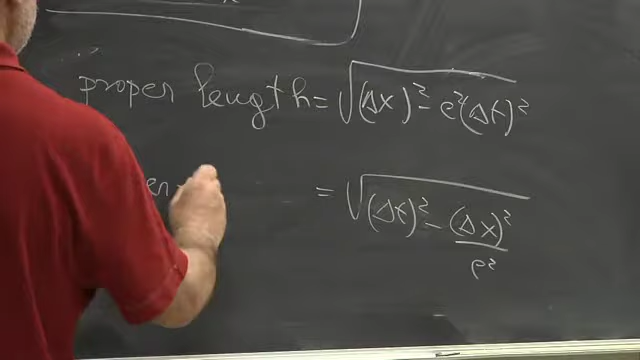 proper length = √(Δx)² - c²(Δt)²
= √(Δt)² - (Δx)²/c²